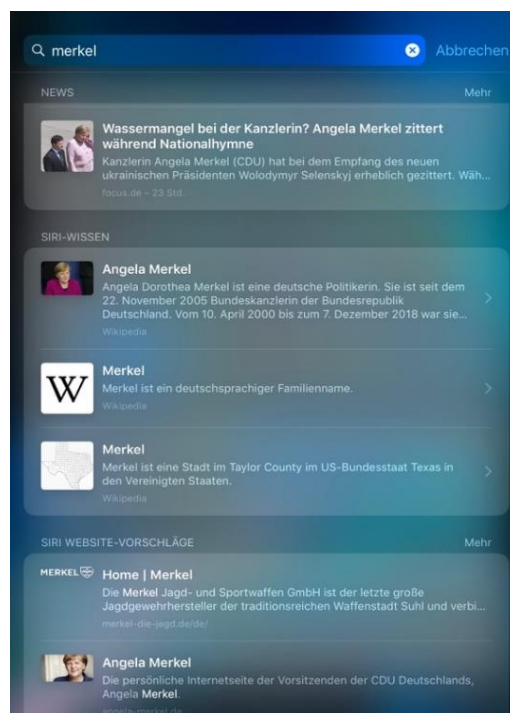 merkel
Abbrechen
NEWS
Mehr
Wassermangel bei der Kanzlerin? Angela Merkel zittert
während Nationalhymne
Kanzlerin Angela Merkel (CDU) hat bei dem Empfang des neuen
ukrainischen Präsidenten Wolodymyr Selenskyj erheblich gezittert. Wäh...
focus.de – 23 Std.
SIRI-WISSEN
Angela Merkel
Angela Dorothea Merkel ist eine deutsche Politikerin. Sie ist seit dem
22. November 2005 Bundeskanzlerin der Bundesrepublik
Deutschland. Vom 10. April 2000 bis zum 7. Dezember 2018 war sie...
Wikipedia
W
Merkel
Merkel ist ein deutschsprachiger Familienname.
Wikipedia
Merkel
Merkel ist eine Stadt im Taylor County im US-Bundesstaat Texas in
den Vereinigten Staaten.
Wikipedia
SIRI WEBSITE-VORSCHLÄGE
Mehr
MERKEL
Home | Merkel
Die Merkel Jagd- und Sportwaffen GmbH ist der letzte große
Jagdgewehrhersteller der traditionsreichen Waffenstadt Suhl und verbi...
merkel-die-jagd.de/de/
Angela Merkel
Die persönliche Internetseite der Vorsitzenden der CDU Deutschlands,
Angela Merkel.
angela-merkel.de